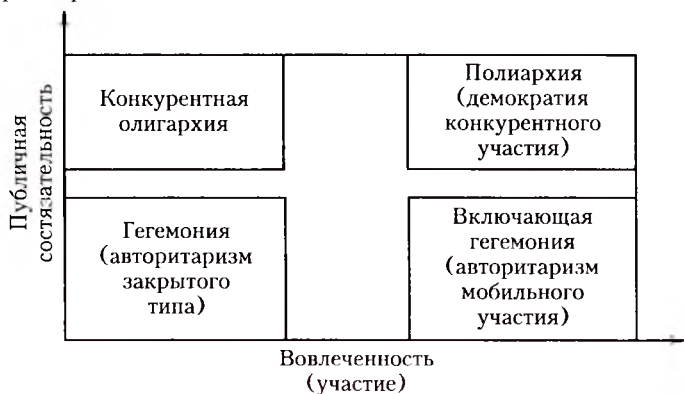 Публичная
состязательность
Конкурентная
олигархия
Полиархия
(демократия
конкурентного
участия)
Гегемония
(авторитаризм
закрытого
типа)
Включающая
гегемония
(авторитаризм
мобильного
участия)
Вовлеченность
(участие)